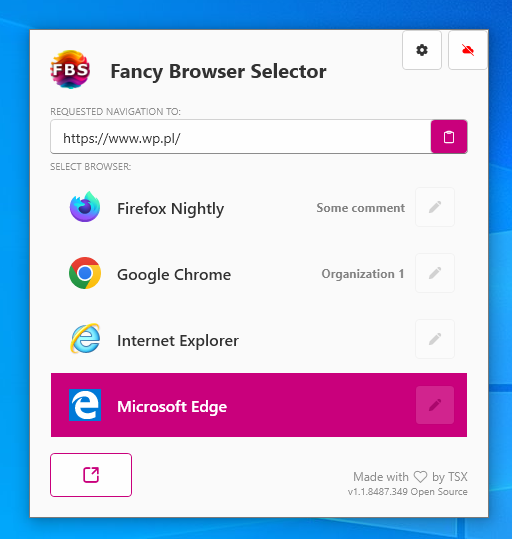 FBS
Fancy Browser Selector
REQUESTED NAVIGATION TO:
https://www.wp.pl/
SELECT BROWSER:
Firefox Nightly Some comment
Google Chrome Organization 1
Internet Explorer
Microsoft Edge
Made with ♡ by TSX
v1.1.8487.349 Open Source